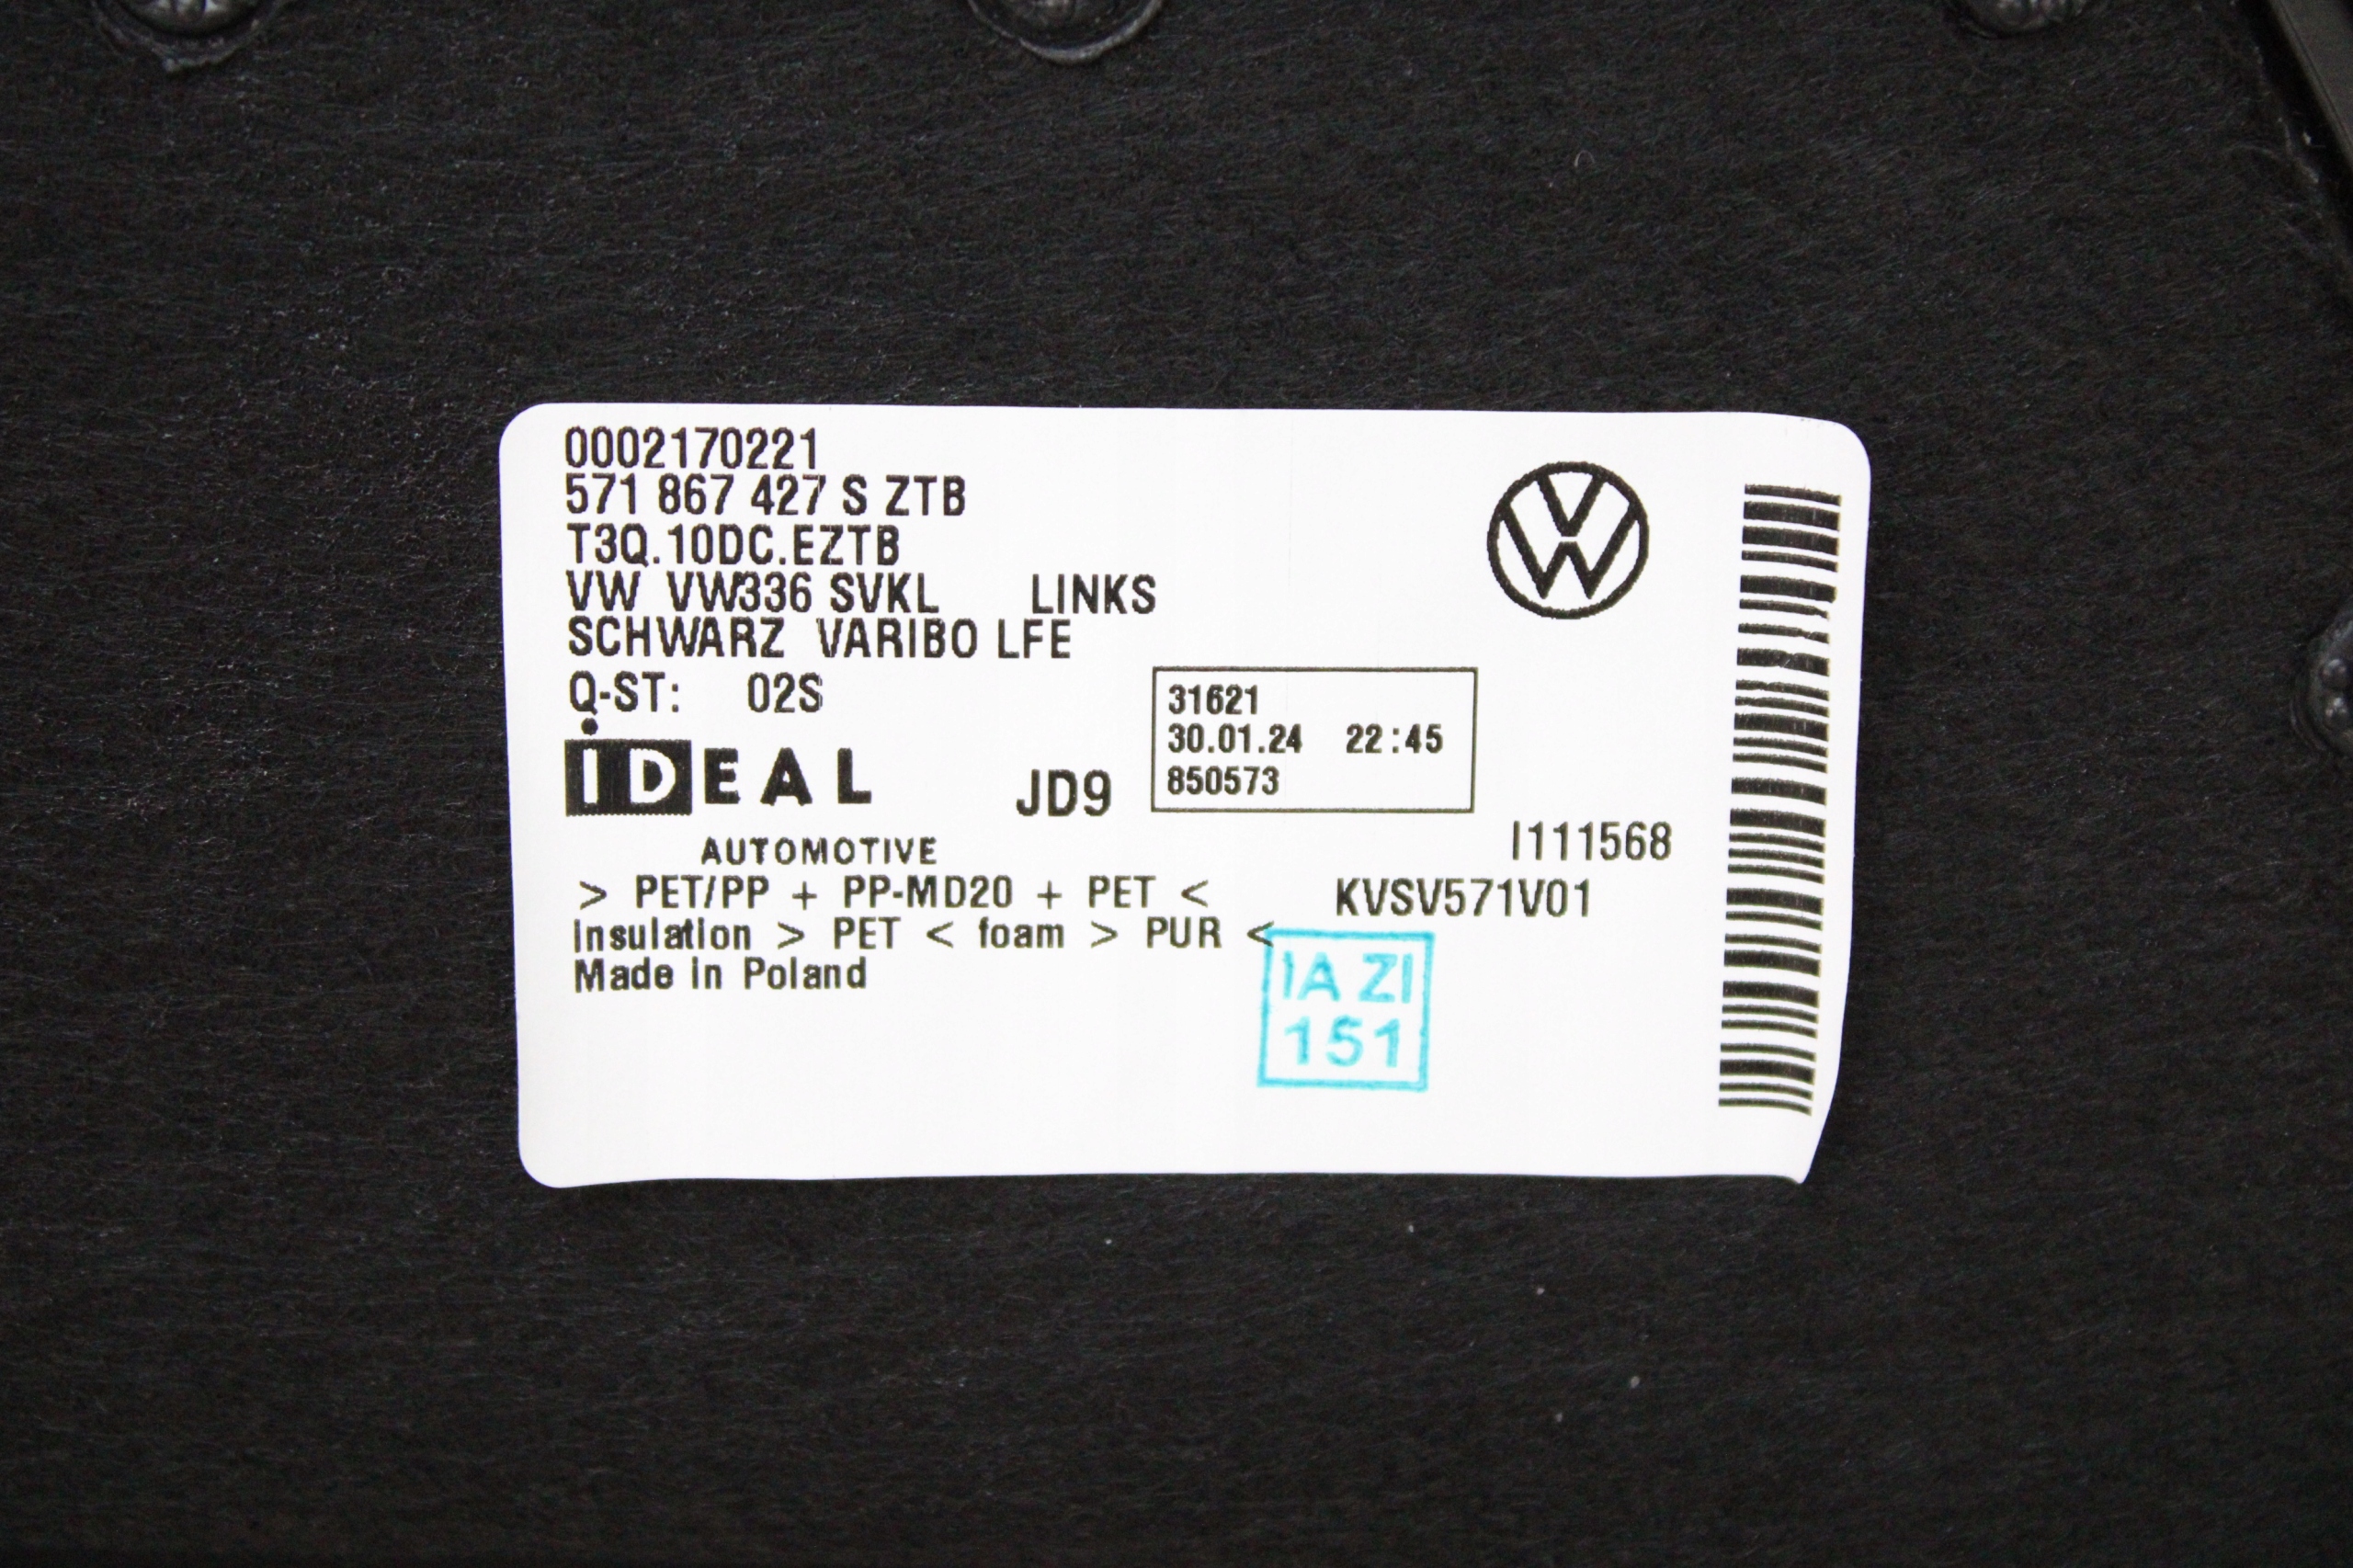 0002170221
571 867 427 S ZTB
T3Q.10DC.EZTB
VW VW336 SVKL LINKS
SCHWARZ VARIBO LFE
Q-ST: 02S
31621
30.01.24 22:45
850573
IDEAL
AUTOMOTIVE
JD9
I111568
> PET/PP + PP-MD20 + PET <
KVSV571V01
insulation > PET < foam > PUR <
Made in Poland
IA ZI
151